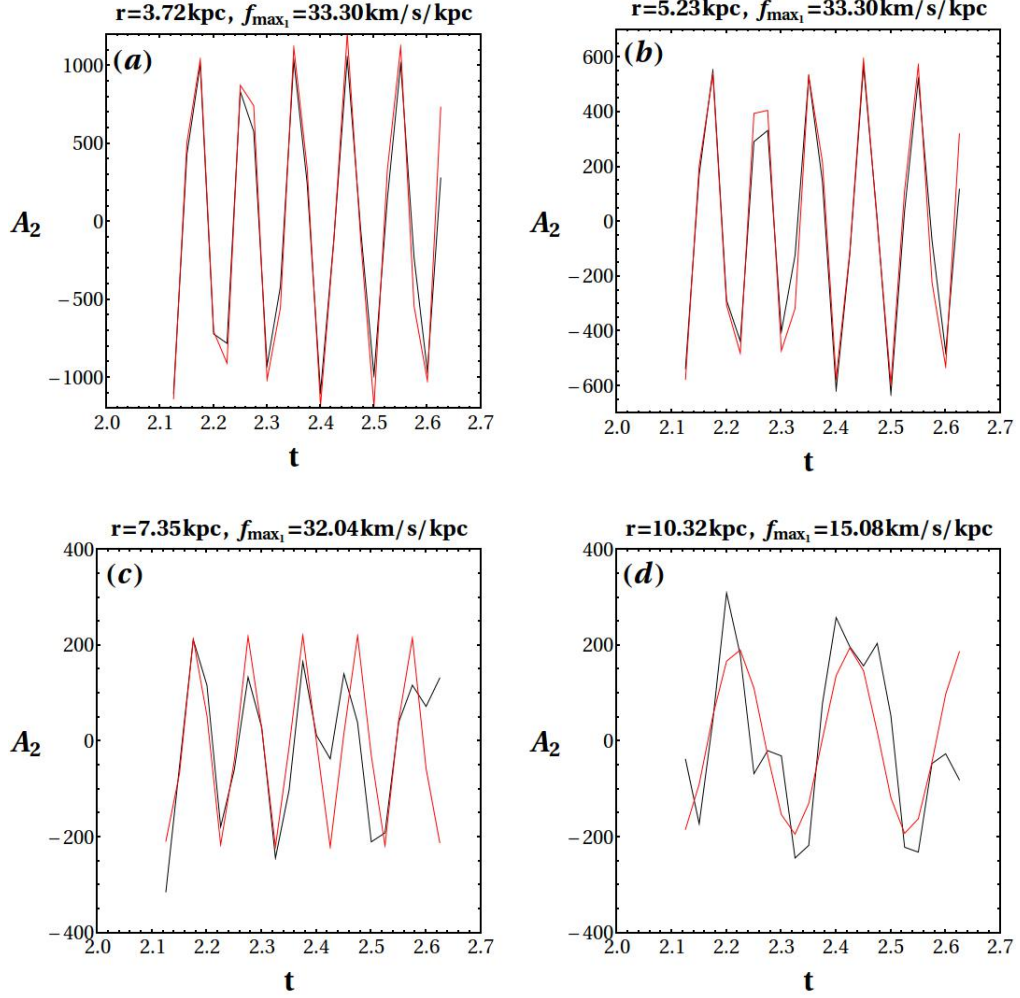 r=3.72kpc, fmax₁=33.30km/s/kpc
(a)
1000
500
0
−500
−1000
A₂
2.0 2.1 2.2 2.3 2.4 2.5 2.6 2.7
t
r=5.23kpc, fmax₁=33.30km/s/kpc
(b)
600
400
200
0
−200
−400
−600
A₂
2.0 2.1 2.2 2.3 2.4 2.5 2.6 2.7
t
r=7.35kpc, fmax₁=32.04km/s/kpc
(c)
400
200
0
−200
−400
A₂
2.0 2.1 2.2 2.3 2.4 2.5 2.6 2.7
t
r=10.32kpc, fmax₁=15.08km/s/kpc
(d)
400
200
0
−200
−400
A₂
2.0 2.1 2.2 2.3 2.4 2.5 2.6 2.7
t